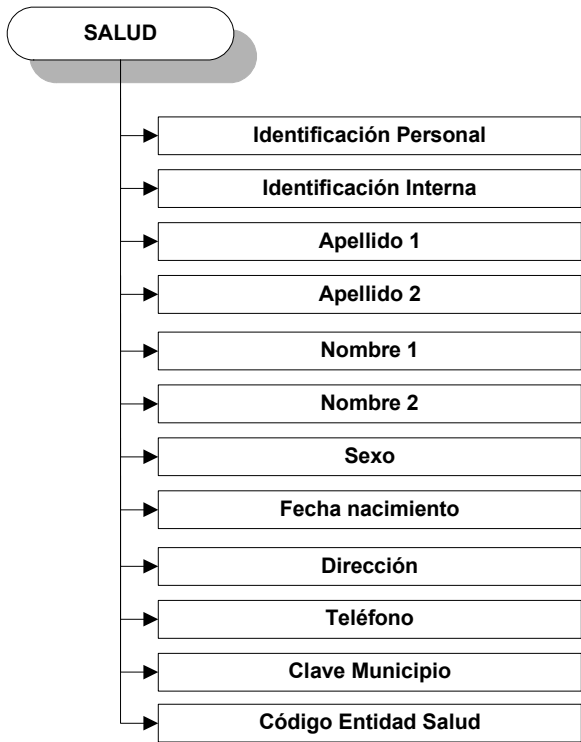 SALUD
Identificación Personal
Identificación Interna
Apellido 1
Apellido 2
Nombre 1
Nombre 2
Sexo
Fecha nacimiento
Dirección
Teléfono
Clave Municipio
Código Entidad Salud